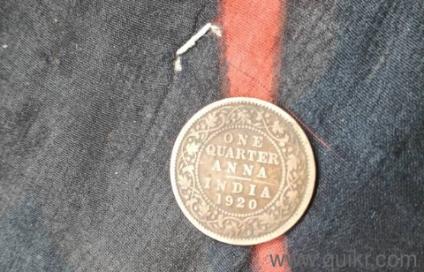 ONE
QUARTER
ANNA
INDIA
1920
www.quikr.com